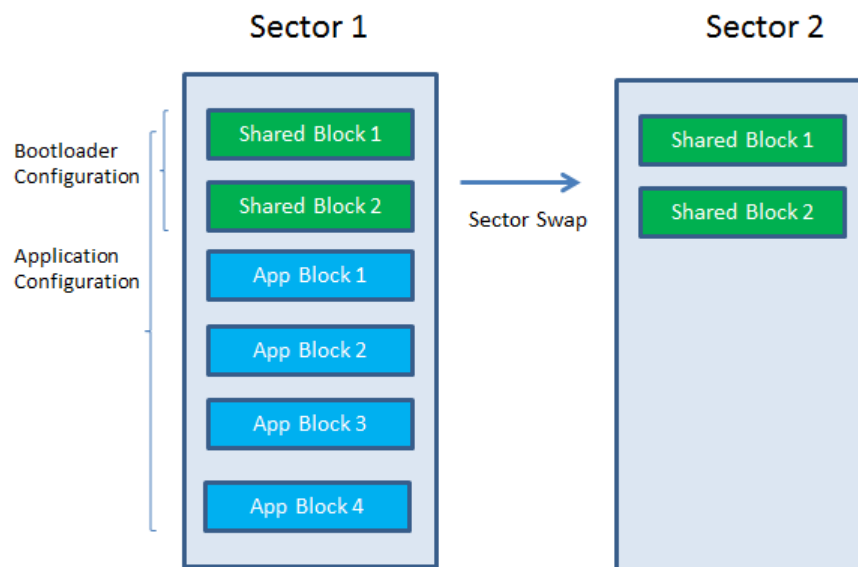 Sector 1
Sector 2
Bootloader
Configuration
Application
Configuration
Shared Block 1
Shared Block 2
App Block 1
App Block 2
App Block 3
App Block 4
Sector Swap
Shared Block 1
Shared Block 2